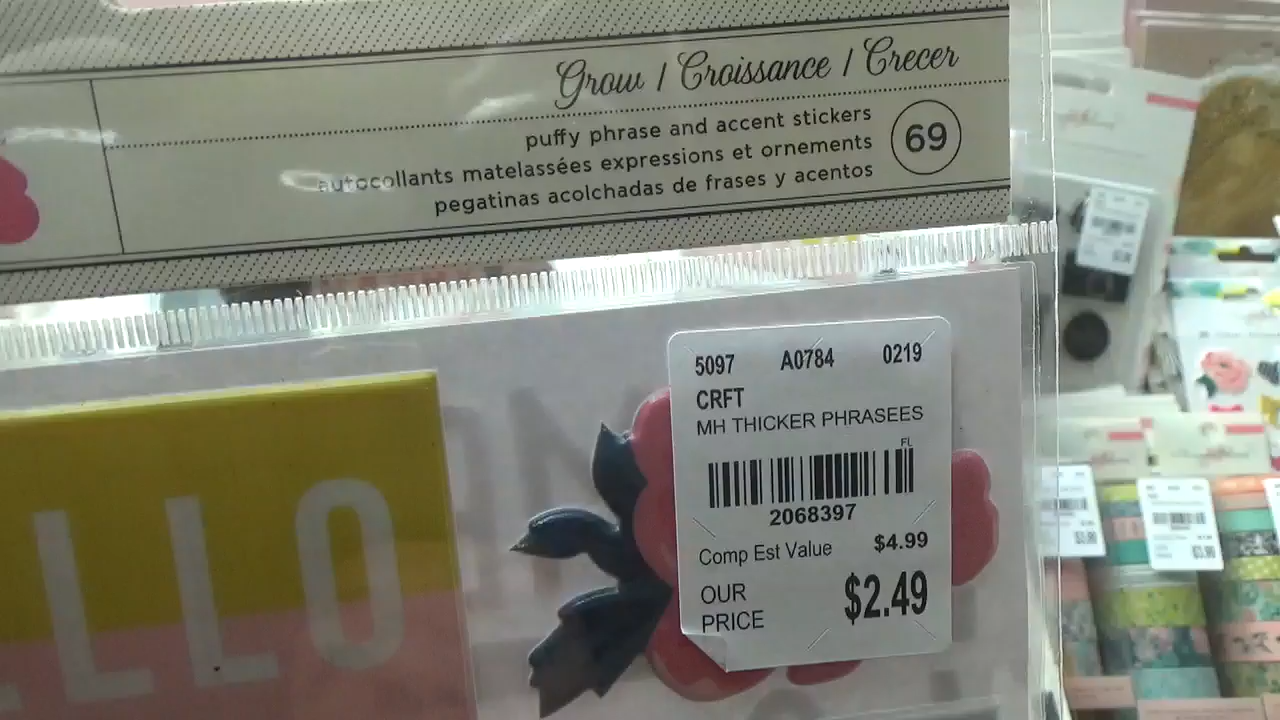 Grow / Croissance / Crecer
puffy phrase and accent stickers
autocollants matelassées expressions et ornements
pegatinas acolchadas de frases y acentos
69
5097 A0784 0219
CRFT
MH THICKER PHRASEES
FL
2068397
Comp Est Value $4.99
OUR
PRICE $2.49
LLO